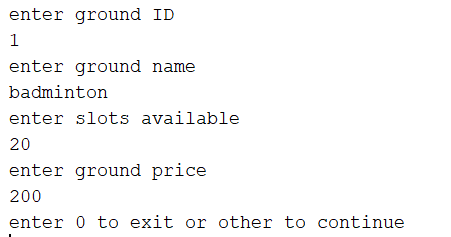 enter ground ID
1
enter ground name
badminton
enter slots available
20
enter ground price
200
enter 0 to exit or other to continue